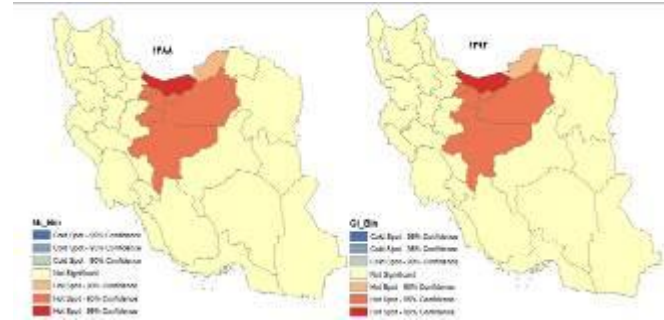 ۱۳۸۸
Gi_Bin
Cold Spot - 99% Confidence
Cold Spot - 95% Confidence
Cold Spot - 90% Confidence
Not Significant
Hot Spot - 90% Confidence
Hot Spot - 95% Confidence
Hot Spot - 99% Confidence
Gi_Bin
Cold Spot - 99% Confidence
Cold Spot - 95% Confidence
Cold Spot - 90% Confidence
Not Significant
Hot Spot - 90% Confidence
Hot Spot - 95% Confidence
Hot Spot - 99% Confidence